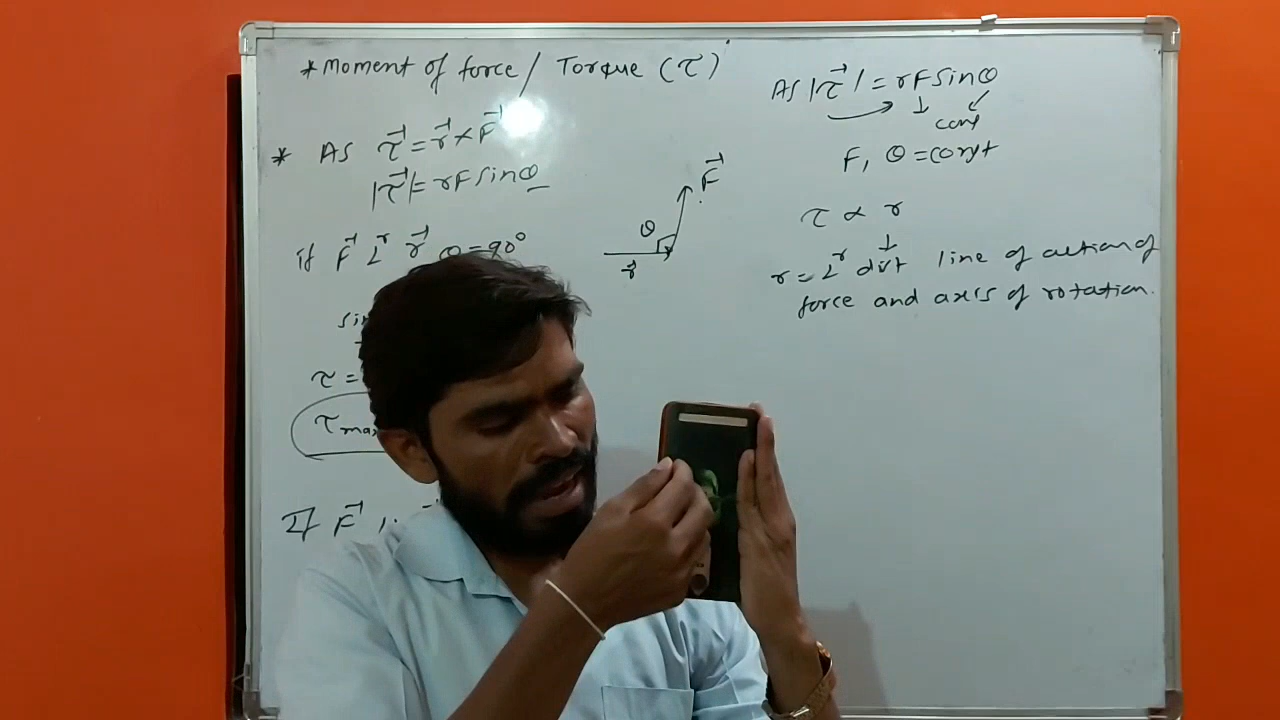 * Moment of force / Torque (τ)
* As τ⃗ = r⃗ × F⃗
|τ⃗| = rF sinθ
if F⃗ ⊥r r⃗ θ = 90°
τ =
τmax
If F⃗
F⃗
θ
r⃗
As |τ⃗| = rF sinθ
↓
const
F, θ = const
τ ∝ r
↓
r = ⊥r dist line of action of
force and axis of rotation.